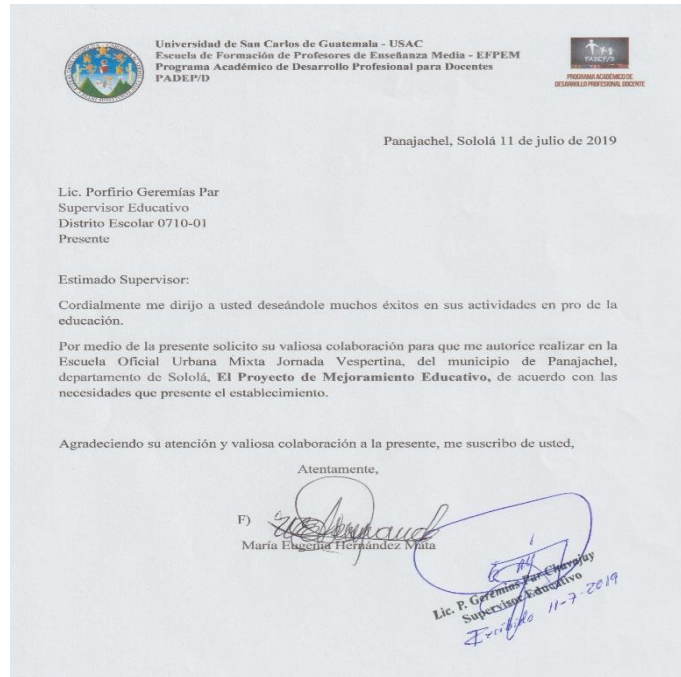 Universidad de San Carlos de Guatemala - USAC
Escuela de Formación de Profesores de Enseñanza Media - EFPEM
Programa Académico de Desarrollo Profesional para Docentes
PADEP/D
PADEP/D
PROGRAMA ACADÉMICO DE
DESARROLLO PROFESIONAL DOCENTE
Panajachel, Sololá 11 de julio de 2019
Lic. Porfirio Geremías Par
Supervisor Educativo
Distrito Escolar 0710-01
Presente
Estimado Supervisor:
Cordialmente me dirijo a usted deseándole muchos éxitos en sus actividades en pro de la
educación.
Por medio de la presente solicito su valiosa colaboración para que me autorice realizar en la
Escuela Oficial Urbana Mixta Jornada Vespertina, del municipio de Panajachel,
departamento de Sololá, El Proyecto de Mejoramiento Educativo, de acuerdo con las
necesidades que presente el establecimiento.
Agradeciendo su atención y valiosa colaboración a la presente, me suscribo de usted,
Atentamente,
F)
María Eugenia Hernández Mata
Lic. P. Geremías Par Chavajay
Supervisor Educativo
11-7-2019